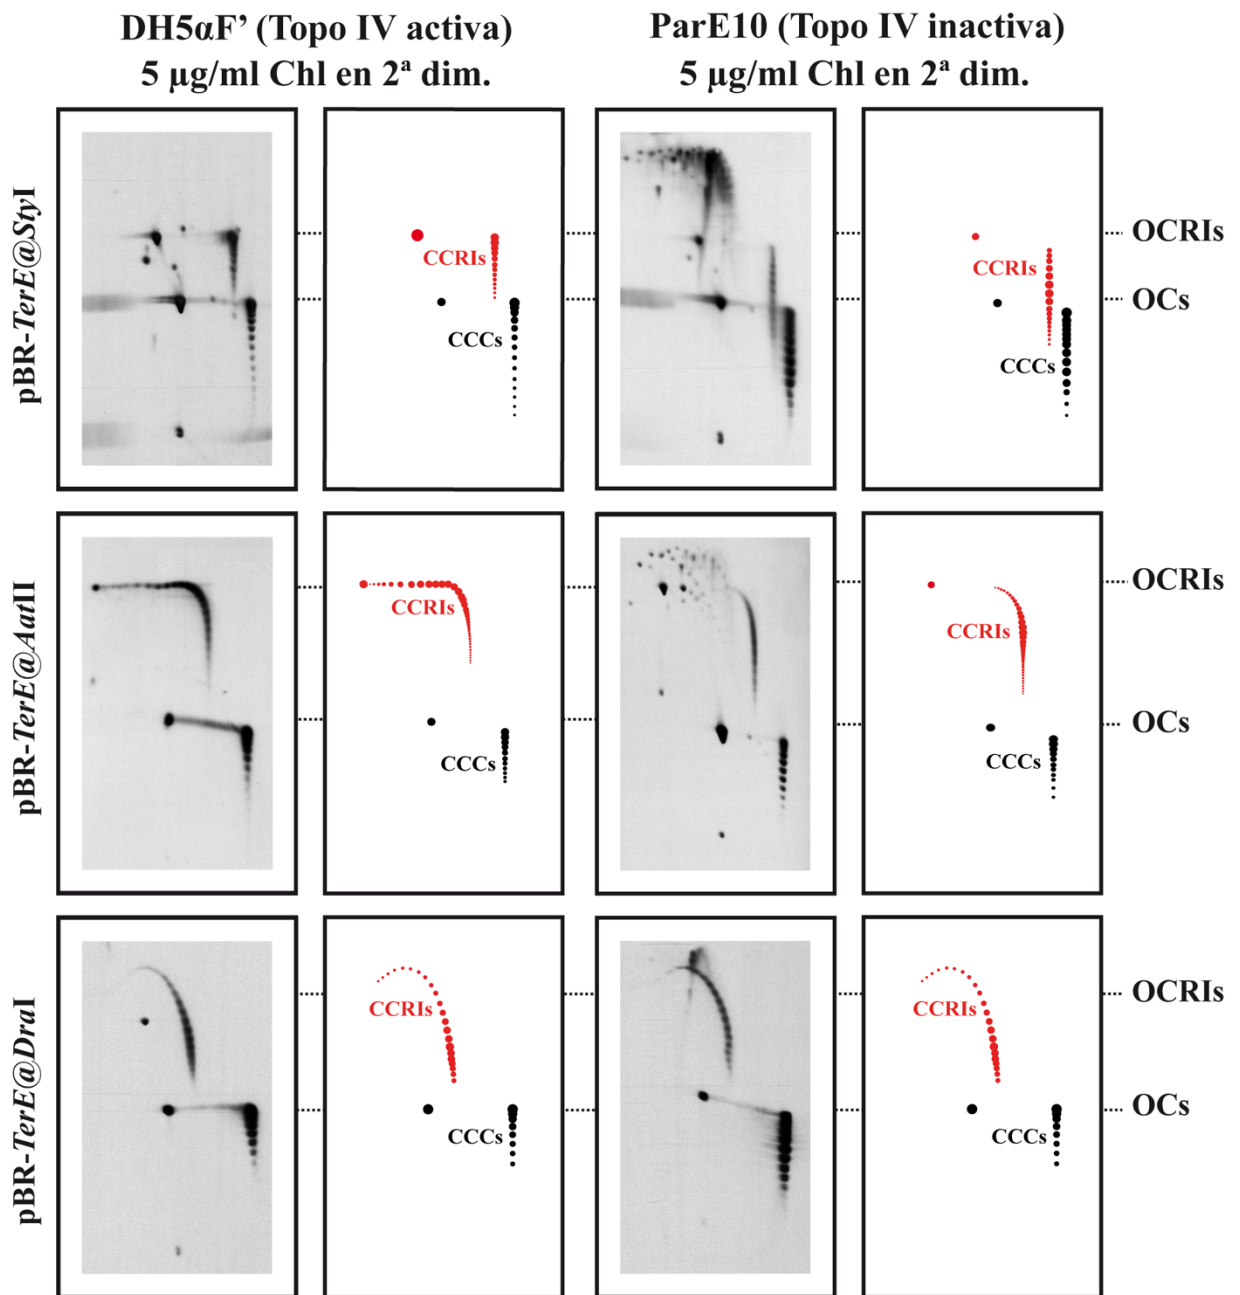 DH5αF’ (Topo IV activa)
5 μg/ml Chl en 2ª dim.
ParE10 (Topo IV inactiva)
5 μg/ml Chl en 2ª dim.
pBR-TerE@StyI
CCRIs
CCCs
CCRIs
CCCs
OCRIs
OCs
pBR-TerE@AatII
CCRIs
CCCs
CCRIs
CCCs
OCRIs
OCs
pBR-TerE@DraI
CCRIs
CCCs
CCRIs
CCCs
OCRIs
OCs